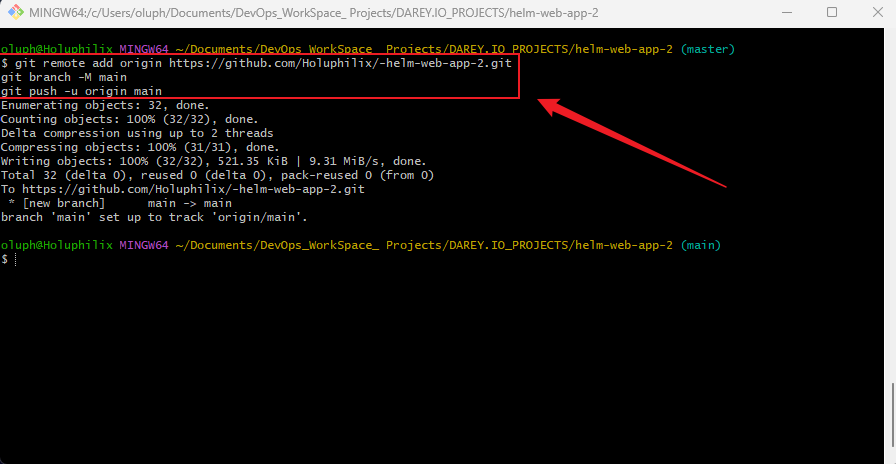 MINGW64:/c/Users/oluph/Documents/DevOps_WorkSpace_ Projects/DAREY.IO_PROJECTS/helm-web-app-2
oluph@Holuphilix MINGW64 ~/Documents/DevOps_WorkSpace_ Projects/DAREY.IO_PROJECTS/helm-web-app-2 (master)
$ git remote add origin https://github.com/Holuphilix/-helm-web-app-2.git
git branch -M main
git push -u origin main
Enumerating objects: 32, done.
Counting objects: 100% (32/32), done.
Delta compression using up to 2 threads
Compressing objects: 100% (31/31), done.
Writing objects: 100% (32/32), 521.35 KiB | 9.31 MiB/s, done.
Total 32 (delta 0), reused 0 (delta 0), pack-reused 0 (from 0)
To https://github.com/Holuphilix/-helm-web-app-2.git
 * [new branch]      main -> main
branch 'main' set up to track 'origin/main'.
oluph@Holuphilix MINGW64 ~/Documents/DevOps_WorkSpace_ Projects/DAREY.IO_PROJECTS/helm-web-app-2 (main)
$